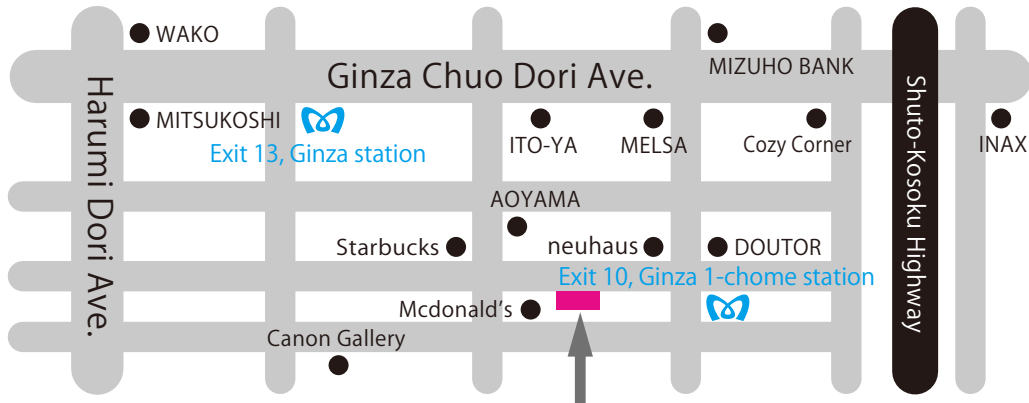 WAKO
MIZUHO BANK
Ginza Chuo Dori Ave.
Harumi Dori Ave.
Shuto-Kosoku Highway
MITSUKOSHI
Exit 13, Ginza station
ITO-YA
MELSA
Cozy Corner
INAX
AOYAMA
Starbucks
neuhaus
DOUTOR
Exit 10, Ginza 1-chome station
Mcdonald's
Canon Gallery